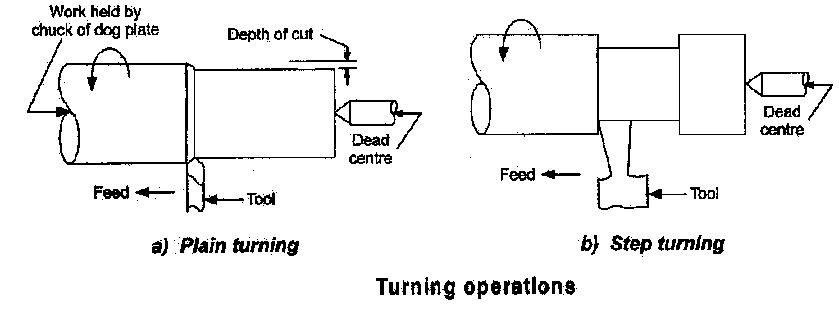 Work held by
chuck of dog plate
Depth of cut
Dead
centre
Feed
Tool
a) Plain turning
Dead
centre
Feed
Tool
b) Step turning
Turning operations